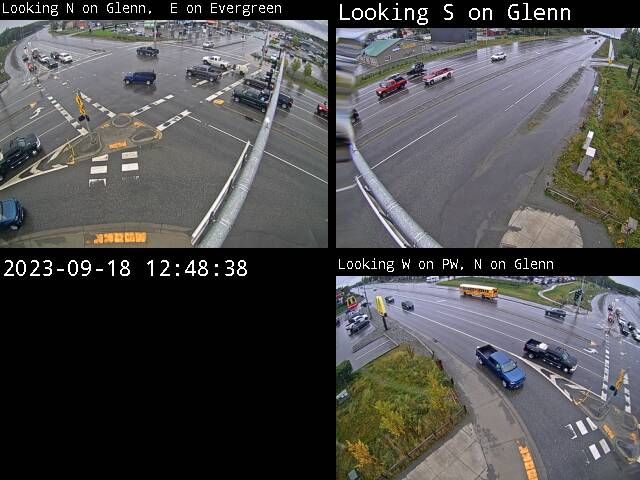 Looking N on Glenn,  E on Evergreen
Looking S on Glenn
2023-09-18 12:48:38
Looking W on PW, N on Glenn